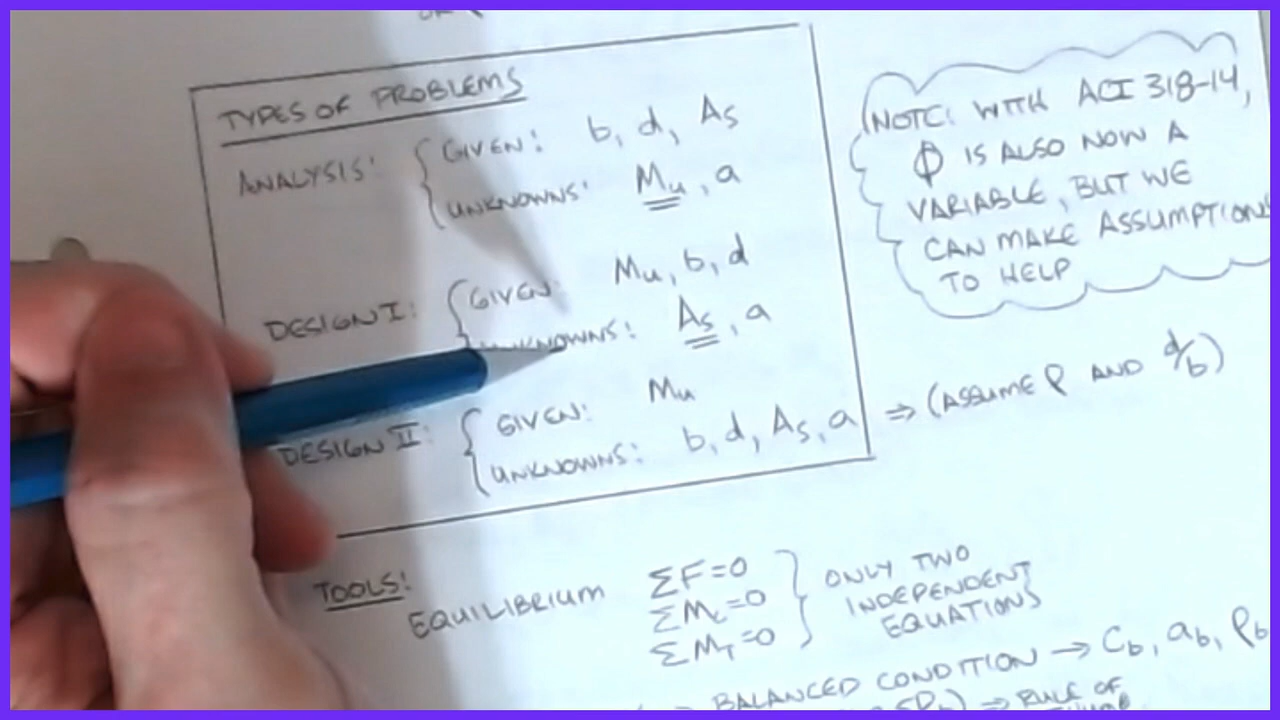 TYPES OF PROBLEMS
ANALYSIS: { GIVEN: b, d, As
UNKNOWNS: Mu, a
DESIGN I: { GIVEN: Mu, b, d
UNKNOWNS: As, a
DESIGN II: { GIVEN: Mu
UNKNOWNS: b, d, As, a ⇒ (ASSUME ρ AND d/b)
NOTE: WITH ACI 318-14,
ϕ IS ALSO NOW A
VARIABLE, BUT WE
CAN MAKE ASSUMPTIONS
TO HELP
TOOLS:
EQUILIBRIUM ΣF=0
ΣMc=0
ΣMT=0
} ONLY TWO
INDEPENDENT
EQUATIONS
BALANCED CONDITION → Cb, ab, ρb
⇒ RULE OF